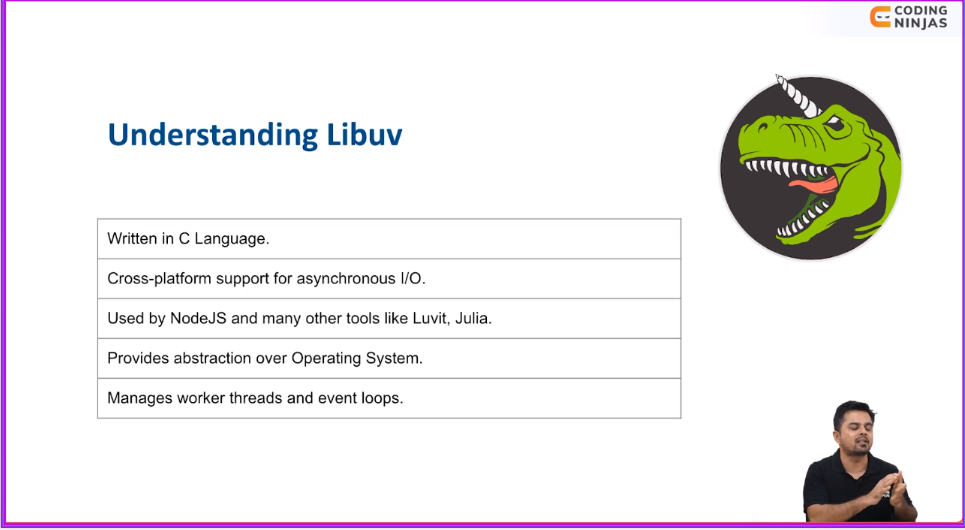 CODING
NINJAS
Understanding Libuv
Written in C Language.
Cross-platform support for asynchronous I/O.
Used by NodeJS and many other tools like Luvit, Julia.
Provides abstraction over Operating System.
Manages worker threads and event loops.